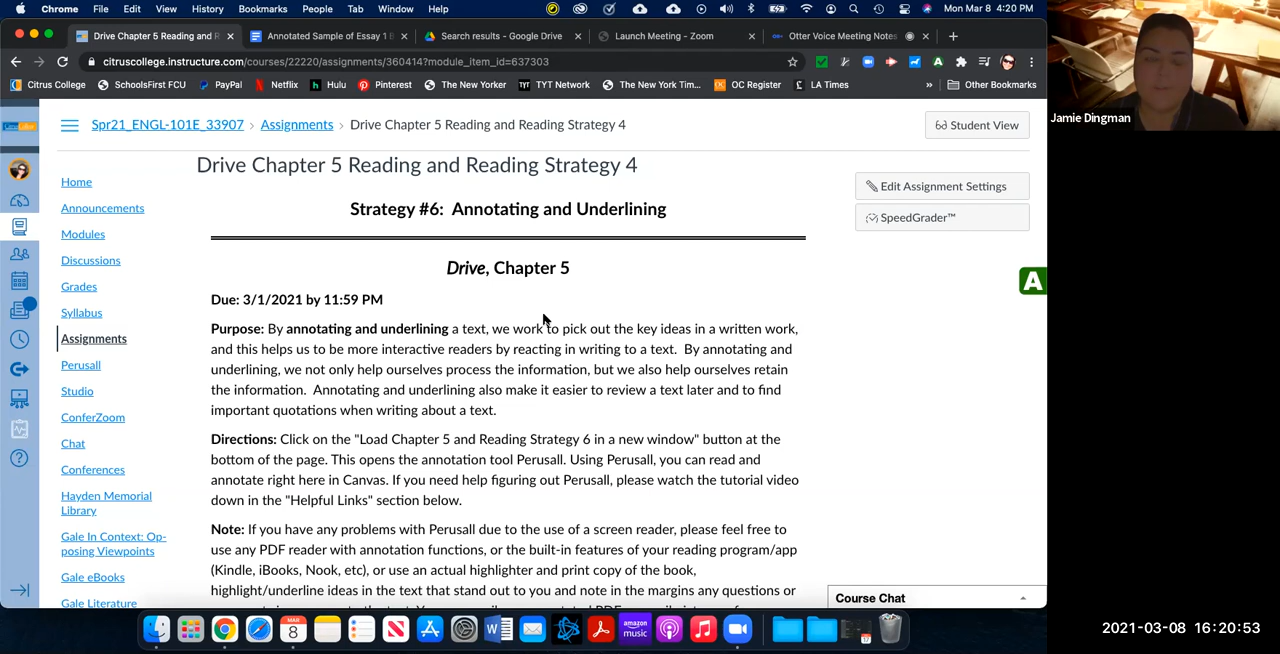 Chrome File Edit View History Bookmarks People Tab Window Help Mon Mar 8 4:20 PM
Drive Chapter 5 Reading and R Annotated Sample of Essay 1 Search results - Google Drive Launch Meeting - Zoom Otter Voice Meeting Notes
citruscollege.instructure.com/courses/22220/assignments/360414?module_item_id=637303
Citrus College SchoolsFirst FCU PayPal Netflix Hulu Pinterest The New Yorker TYT Network The New York Tim... OC Register LA Times » Other Bookmarks
Spr21_ENGL-101E_33907 › Assignments › Drive Chapter 5 Reading and Reading Strategy 4
Student View
Jamie Dingman
Drive Chapter 5 Reading and Reading Strategy 4
Edit Assignment Settings
SpeedGrader™
Home
Announcements
Modules
Discussions
Grades
Syllabus
Assignments
Perusall
Studio
ConferZoom
Chat
Conferences
Hayden Memorial
Library
Gale In Context: Op-
posing Viewpoints
Gale eBooks
Gale Literature
Strategy #6: Annotating and Underlining
Drive, Chapter 5
Due: 3/1/2021 by 11:59 PM
Purpose: By annotating and underlining a text, we work to pick out the key ideas in a written work,
and this helps us to be more interactive readers by reacting in writing to a text. By annotating and
underlining, we not only help ourselves process the information, but we also help ourselves retain
the information. Annotating and underlining also make it easier to review a text later and to find
important quotations when writing about a text.
Directions: Click on the "Load Chapter 5 and Reading Strategy 6 in a new window" button at the
bottom of the page. This opens the annotation tool Perusall. Using Perusall, you can read and
annotate right here in Canvas. If you need help figuring out Perusall, please watch the tutorial video
down in the "Helpful Links" section below.
Note: If you have any problems with Perusall due to the use of a screen reader, please feel free to
use any PDF reader with annotation functions, or the built-in features of your reading program/app
(Kindle, iBooks, Nook, etc), or use an actual highlighter and print copy of the book,
highlight/underline ideas in the text that stand out to you and note in the margins any questions or
A
Course Chat
MAR
8
amazon
music
2021-03-08 16:20:53